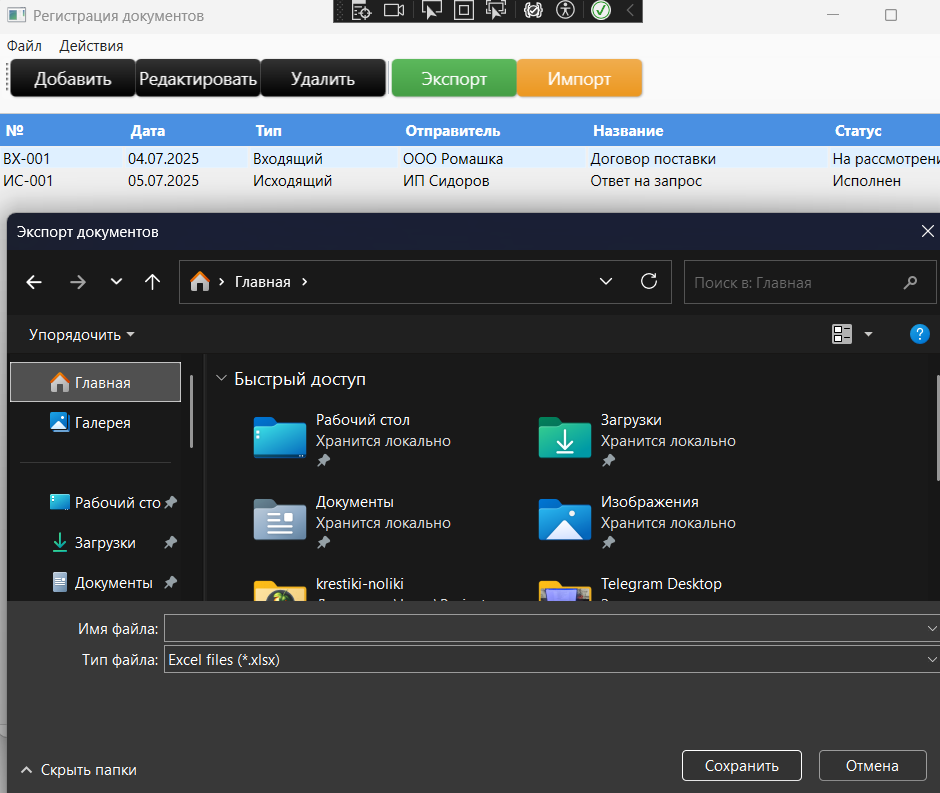 Регистрация документов
Файл Действия
Добавить Редактировать Удалить Экспорт Импорт
№ Дата Тип Отправитель Название Статус
ВХ-001 04.07.2025 Входящий ООО Ромашка Договор поставки На рассмотрени
ИС-001 05.07.2025 Исходящий ИП Сидоров Ответ на запрос Исполнен
Экспорт документов
Главная
Поиск в: Главная
Упорядочить
Главная
Галерея
Рабочий сто
Загрузки
Документы
Быстрый доступ
Рабочий стол
Хранится локально
Загрузки
Хранится локально
Документы
Хранится локально
Изображения
Хранится локально
krestiki-noliki
Telegram Desktop
Имя файла:
Тип файла: Excel files (*.xlsx)
Скрыть папки
Сохранить Отмена